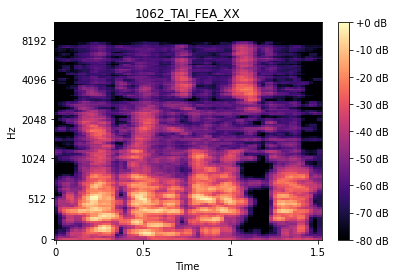 1062_TAI_FEA_XX
8192
4096
2048
1024
512
0
Hz
0
0.5
1
1.5
Time
+0 dB
-10 dB
-20 dB
-30 dB
-40 dB
-50 dB
-60 dB
-70 dB
-80 dB